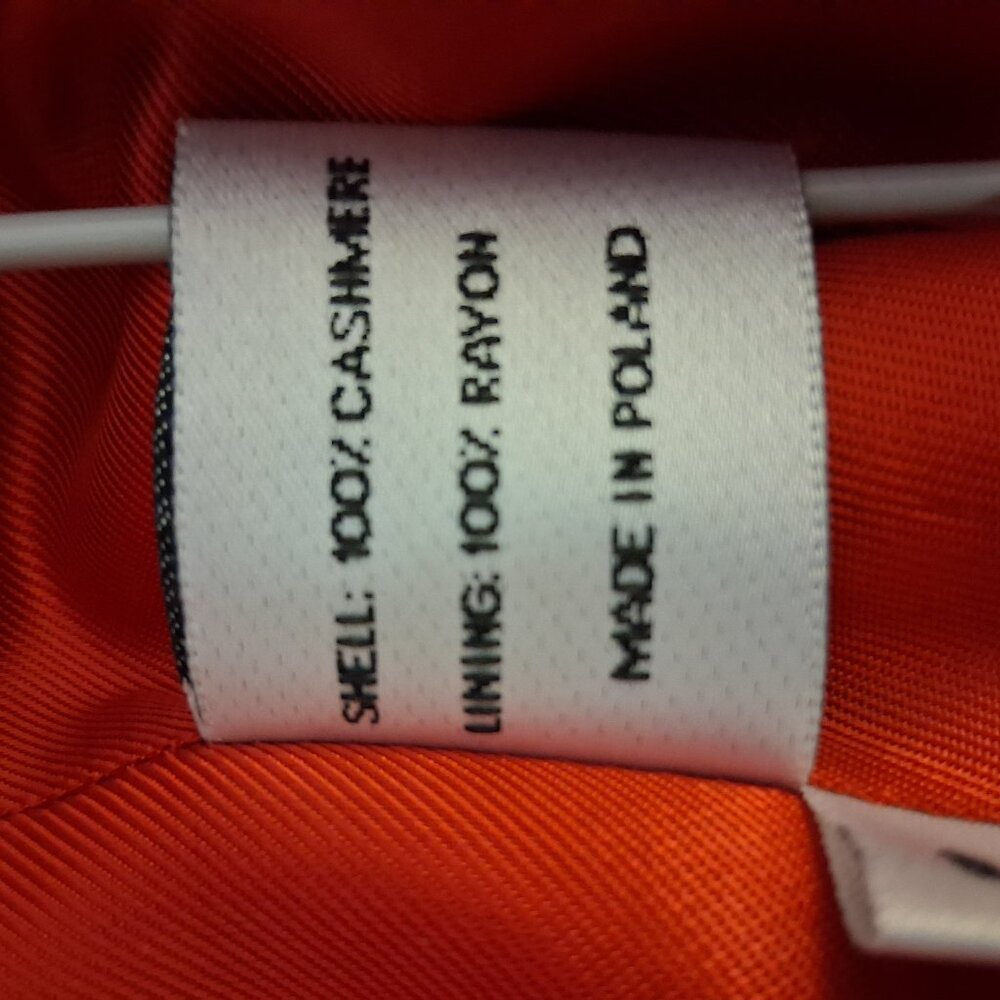 SHELL: 100% CASHMERE
LINING: 100% RAYON
MADE IN POLAND